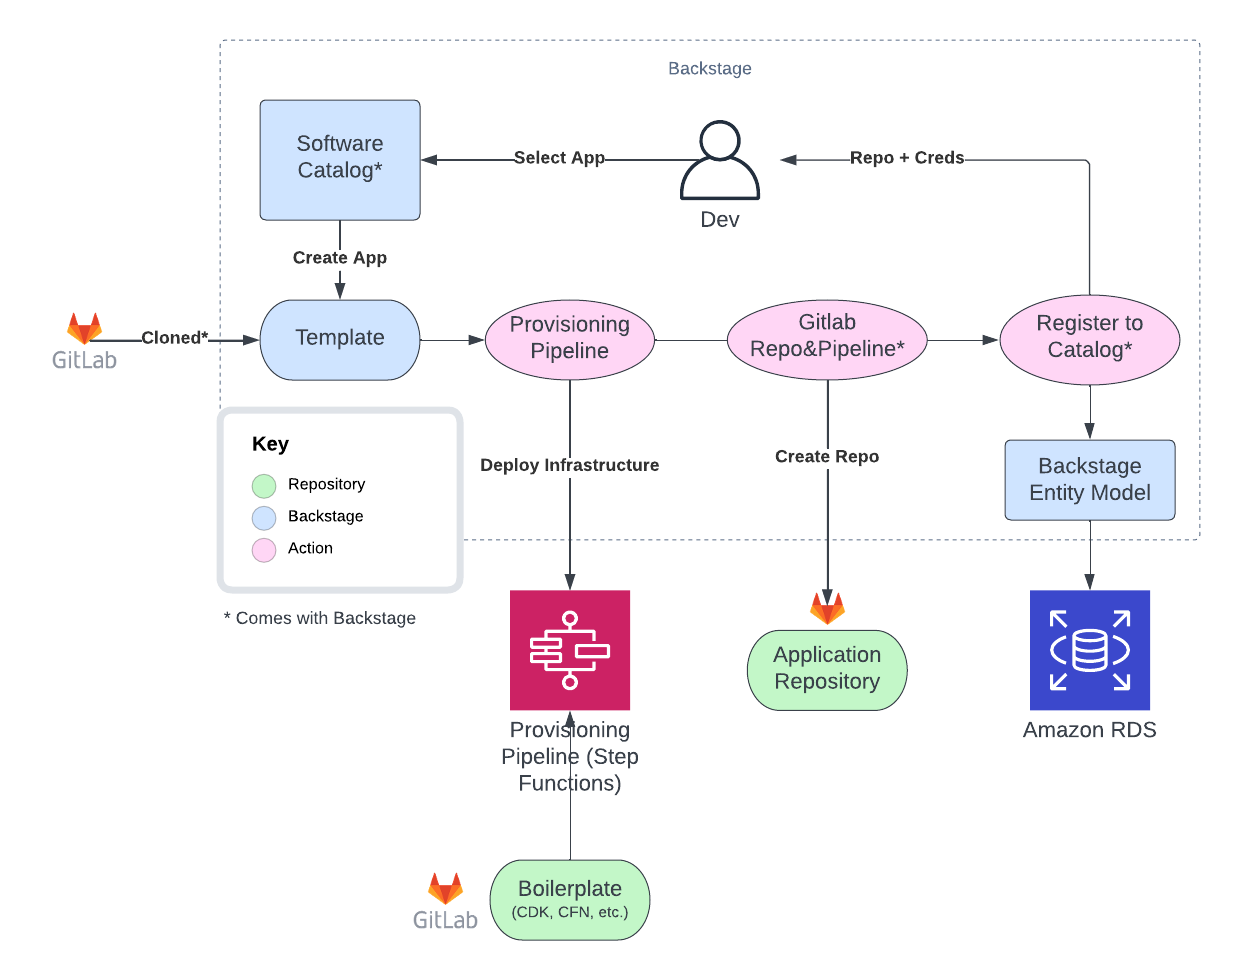 Backstage
Software
Catalog*
Select App
Dev
Repo + Creds
Create App
GitLab
Cloned*
Template
Provisioning
Pipeline
Gitlab
Repo&Pipeline*
Register to
Catalog*
Key
Repository
Backstage
Action
* Comes with Backstage
Deploy Infrastructure
Create Repo
Backstage
Entity Model
Provisioning
Pipeline (Step
Functions)
Application
Repository
Amazon RDS
GitLab
Boilerplate
(CDK, CFN, etc.)